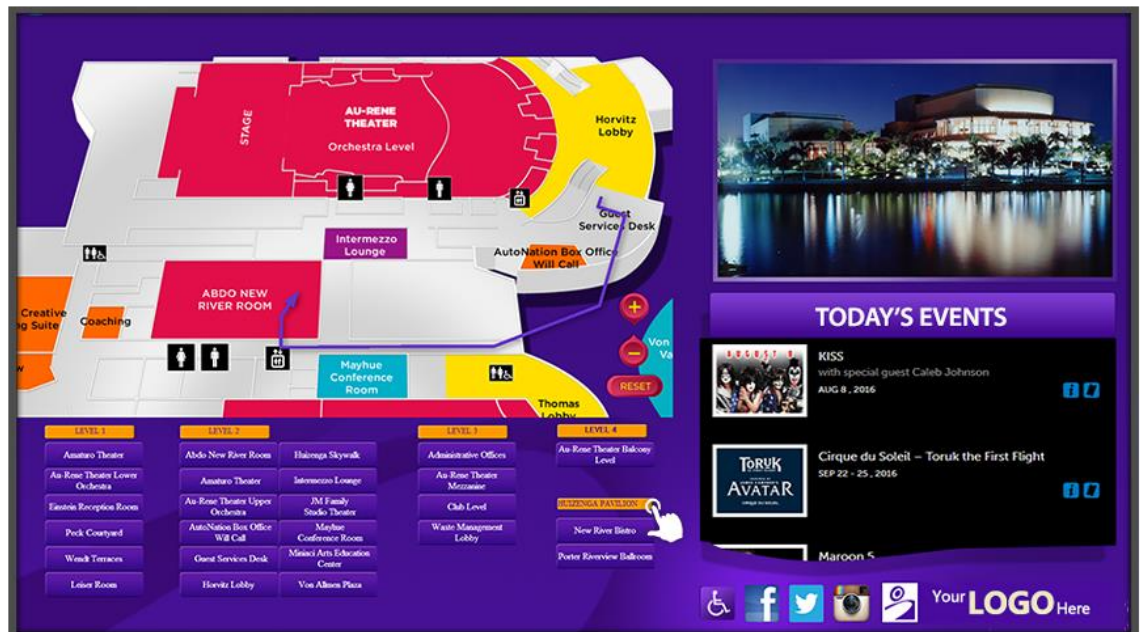 STAGE
AU-RENE
THEATER
Orchestra Level
Horvitz
Lobby
Guest
Services Desk
Intermezzo
Lounge
AutoNation Box Office
Will Call
ABDO NEW
RIVER ROOM
Creative
ng Suite
Coaching
w
Mayhue
Conference
Room
Thomas
Lobby
Von
Va
+
−
RESET
LEVEL 1
Amaturo Theater
Au-Rene Theater Lower
Orchestra
Einstein Reception Room
Peck Courtyard
Wendt Terraces
Leiser Room
LEVEL 2
Abdo New River Room
Amaturo Theater
Au-Rene Theater Upper
Orchestra
AutoNation Box Office
Will Call
Guest Services Desk
Horvitz Lobby
Huizenga Skywalk
Intermezzo Lounge
JM Family
Studio Theater
Mayhue
Conference Room
Miniaci Arts Education
Center
Von Allmen Plaza
LEVEL 3
Administrative Offices
Au-Rene Theater
Mezzanine
Club Level
Waste Management
Lobby
LEVEL 4
Au-Rene Theater Balcony
Level
HUIZENGA PAVILION
New River Bistro
Porter Riverview Ballroom
TODAY'S EVENTS
AUGUST 8
KISS
with special guest Caleb Johnson
AUG 8 , 2016
TORUK
AVATAR
Cirque du Soleil – Toruk the First Flight
SEP 22 - 25 , 2016
Maroon 5
Your LOGO Here